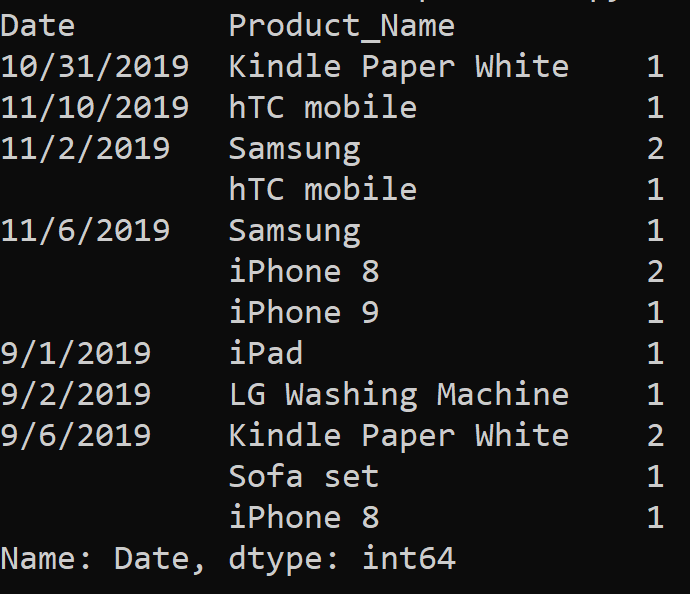 Date        Product_Name
10/31/2019  Kindle Paper White    1
11/10/2019  hTC mobile            1
11/2/2019   Samsung               2
            hTC mobile            1
11/6/2019   Samsung               1
            iPhone 8              2
            iPhone 9              1
9/1/2019    iPad                  1
9/2/2019    LG Washing Machine    1
9/6/2019    Kindle Paper White    2
            Sofa set              1
            iPhone 8              1
Name: Date, dtype: int64